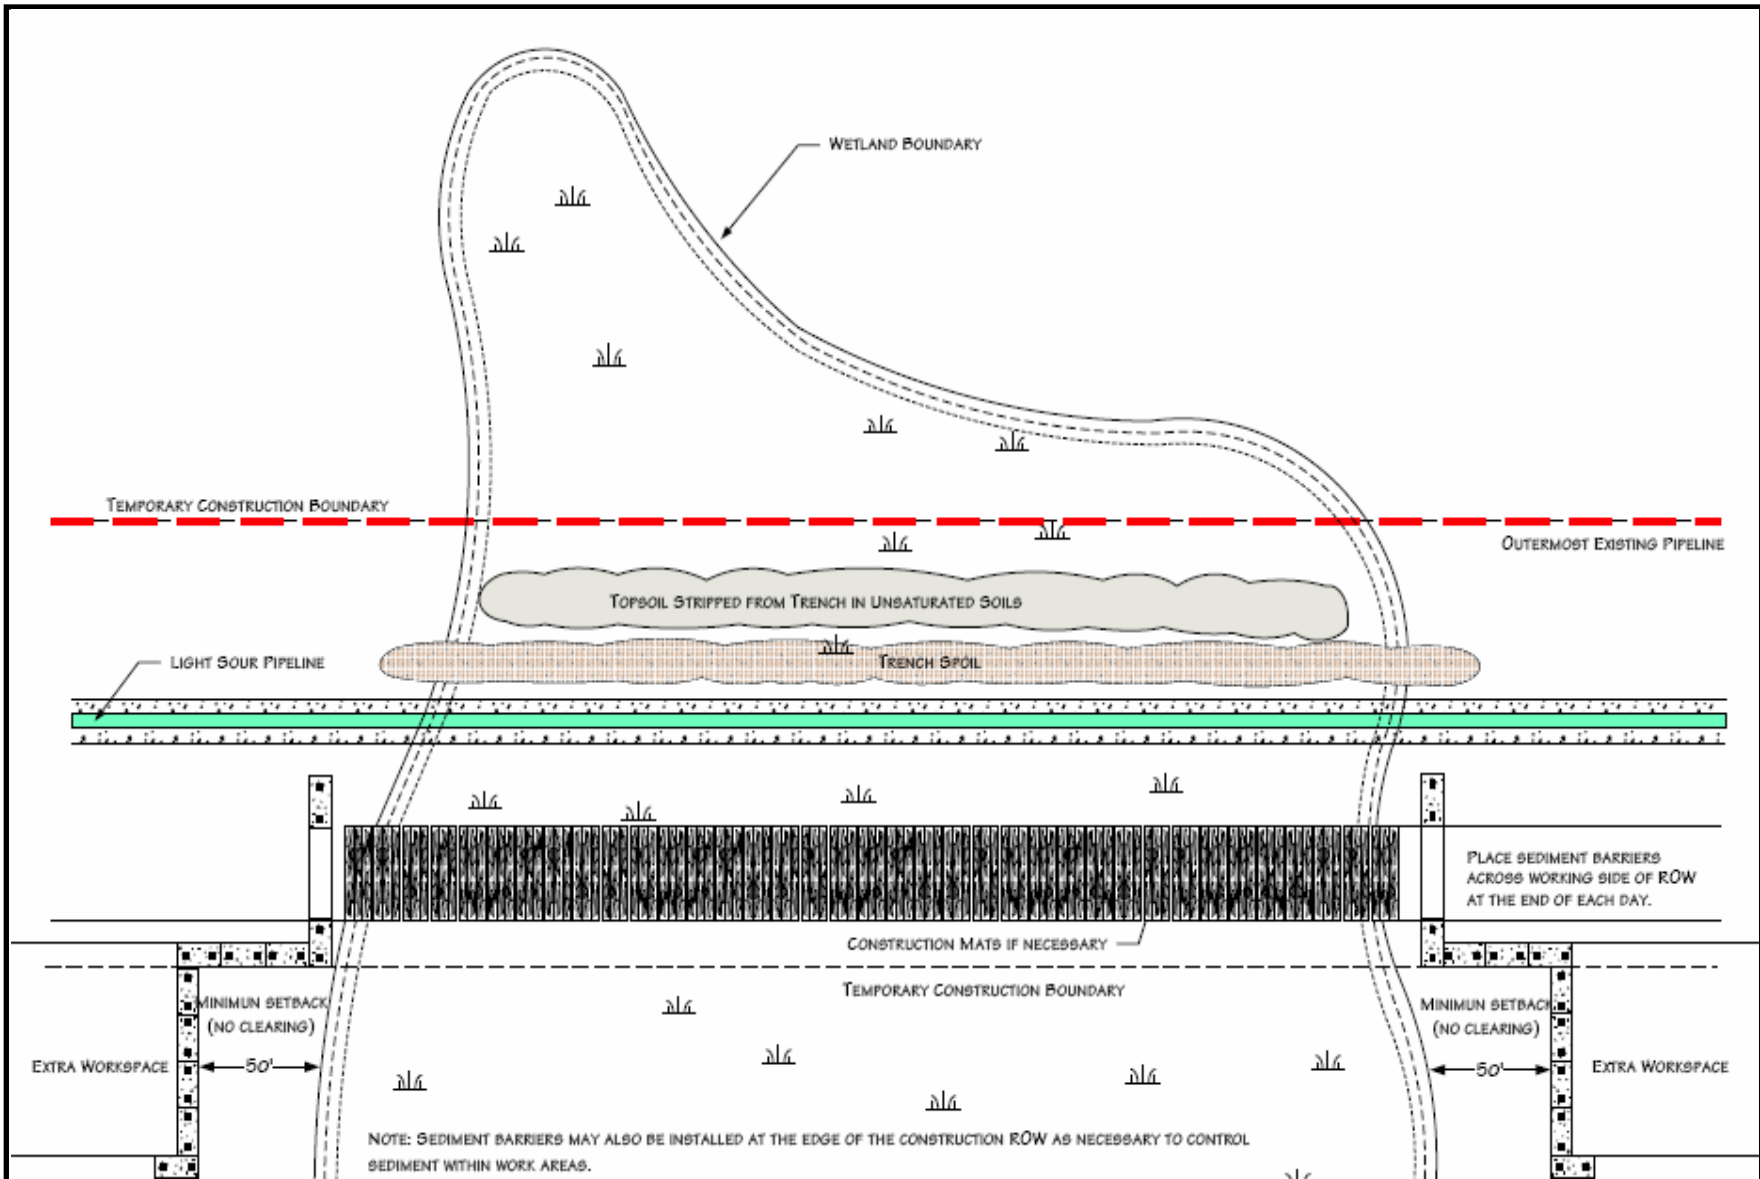 WETLAND BOUNDARY
TEMPORARY CONSTRUCTION BOUNDARY
OUTERMOST EXISTING PIPELINE
TOPSOIL STRIPPED FROM TRENCH IN UNSATURATED SOILS
LIGHT SOUR PIPELINE
TRENCH SPOIL
PLACE SEDIMENT BARRIERS
ACROSS WORKING SIDE OF ROW
AT THE END OF EACH DAY.
CONSTRUCTION MATS IF NECESSARY
TEMPORARY CONSTRUCTION BOUNDARY
MINIMUN SETBACK
(NO CLEARING)
EXTRA WORKSPACE
50'
MINIMUN SETBACK
(NO CLEARING)
50'
EXTRA WORKSPACE
NOTE: SEDIMENT BARRIERS MAY ALSO BE INSTALLED AT THE EDGE OF THE CONSTRUCTION ROW AS NECESSARY TO CONTROL
SEDIMENT WITHIN WORK AREAS.